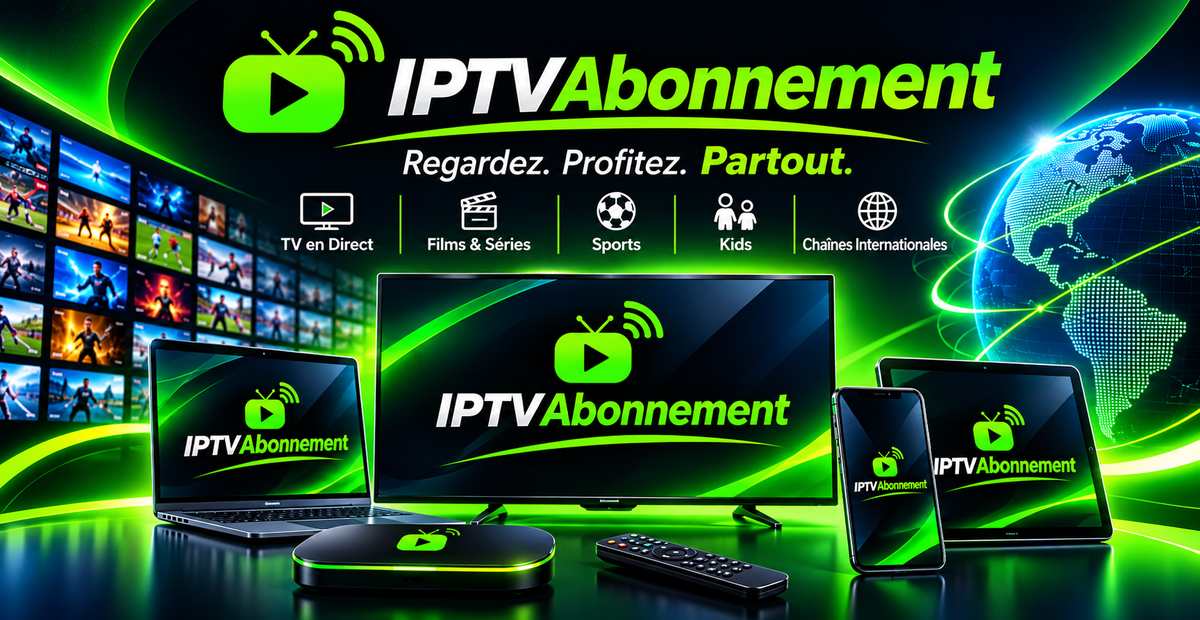 IPTVAbonnement
Regardez. Profitez. Partout.
TV en Direct
Films & Séries
Sports
Kids
Chaînes Internationales
IPTVAbonnement
IPTVAbonnement
IPTVAbonnement
IPTVAbonnement